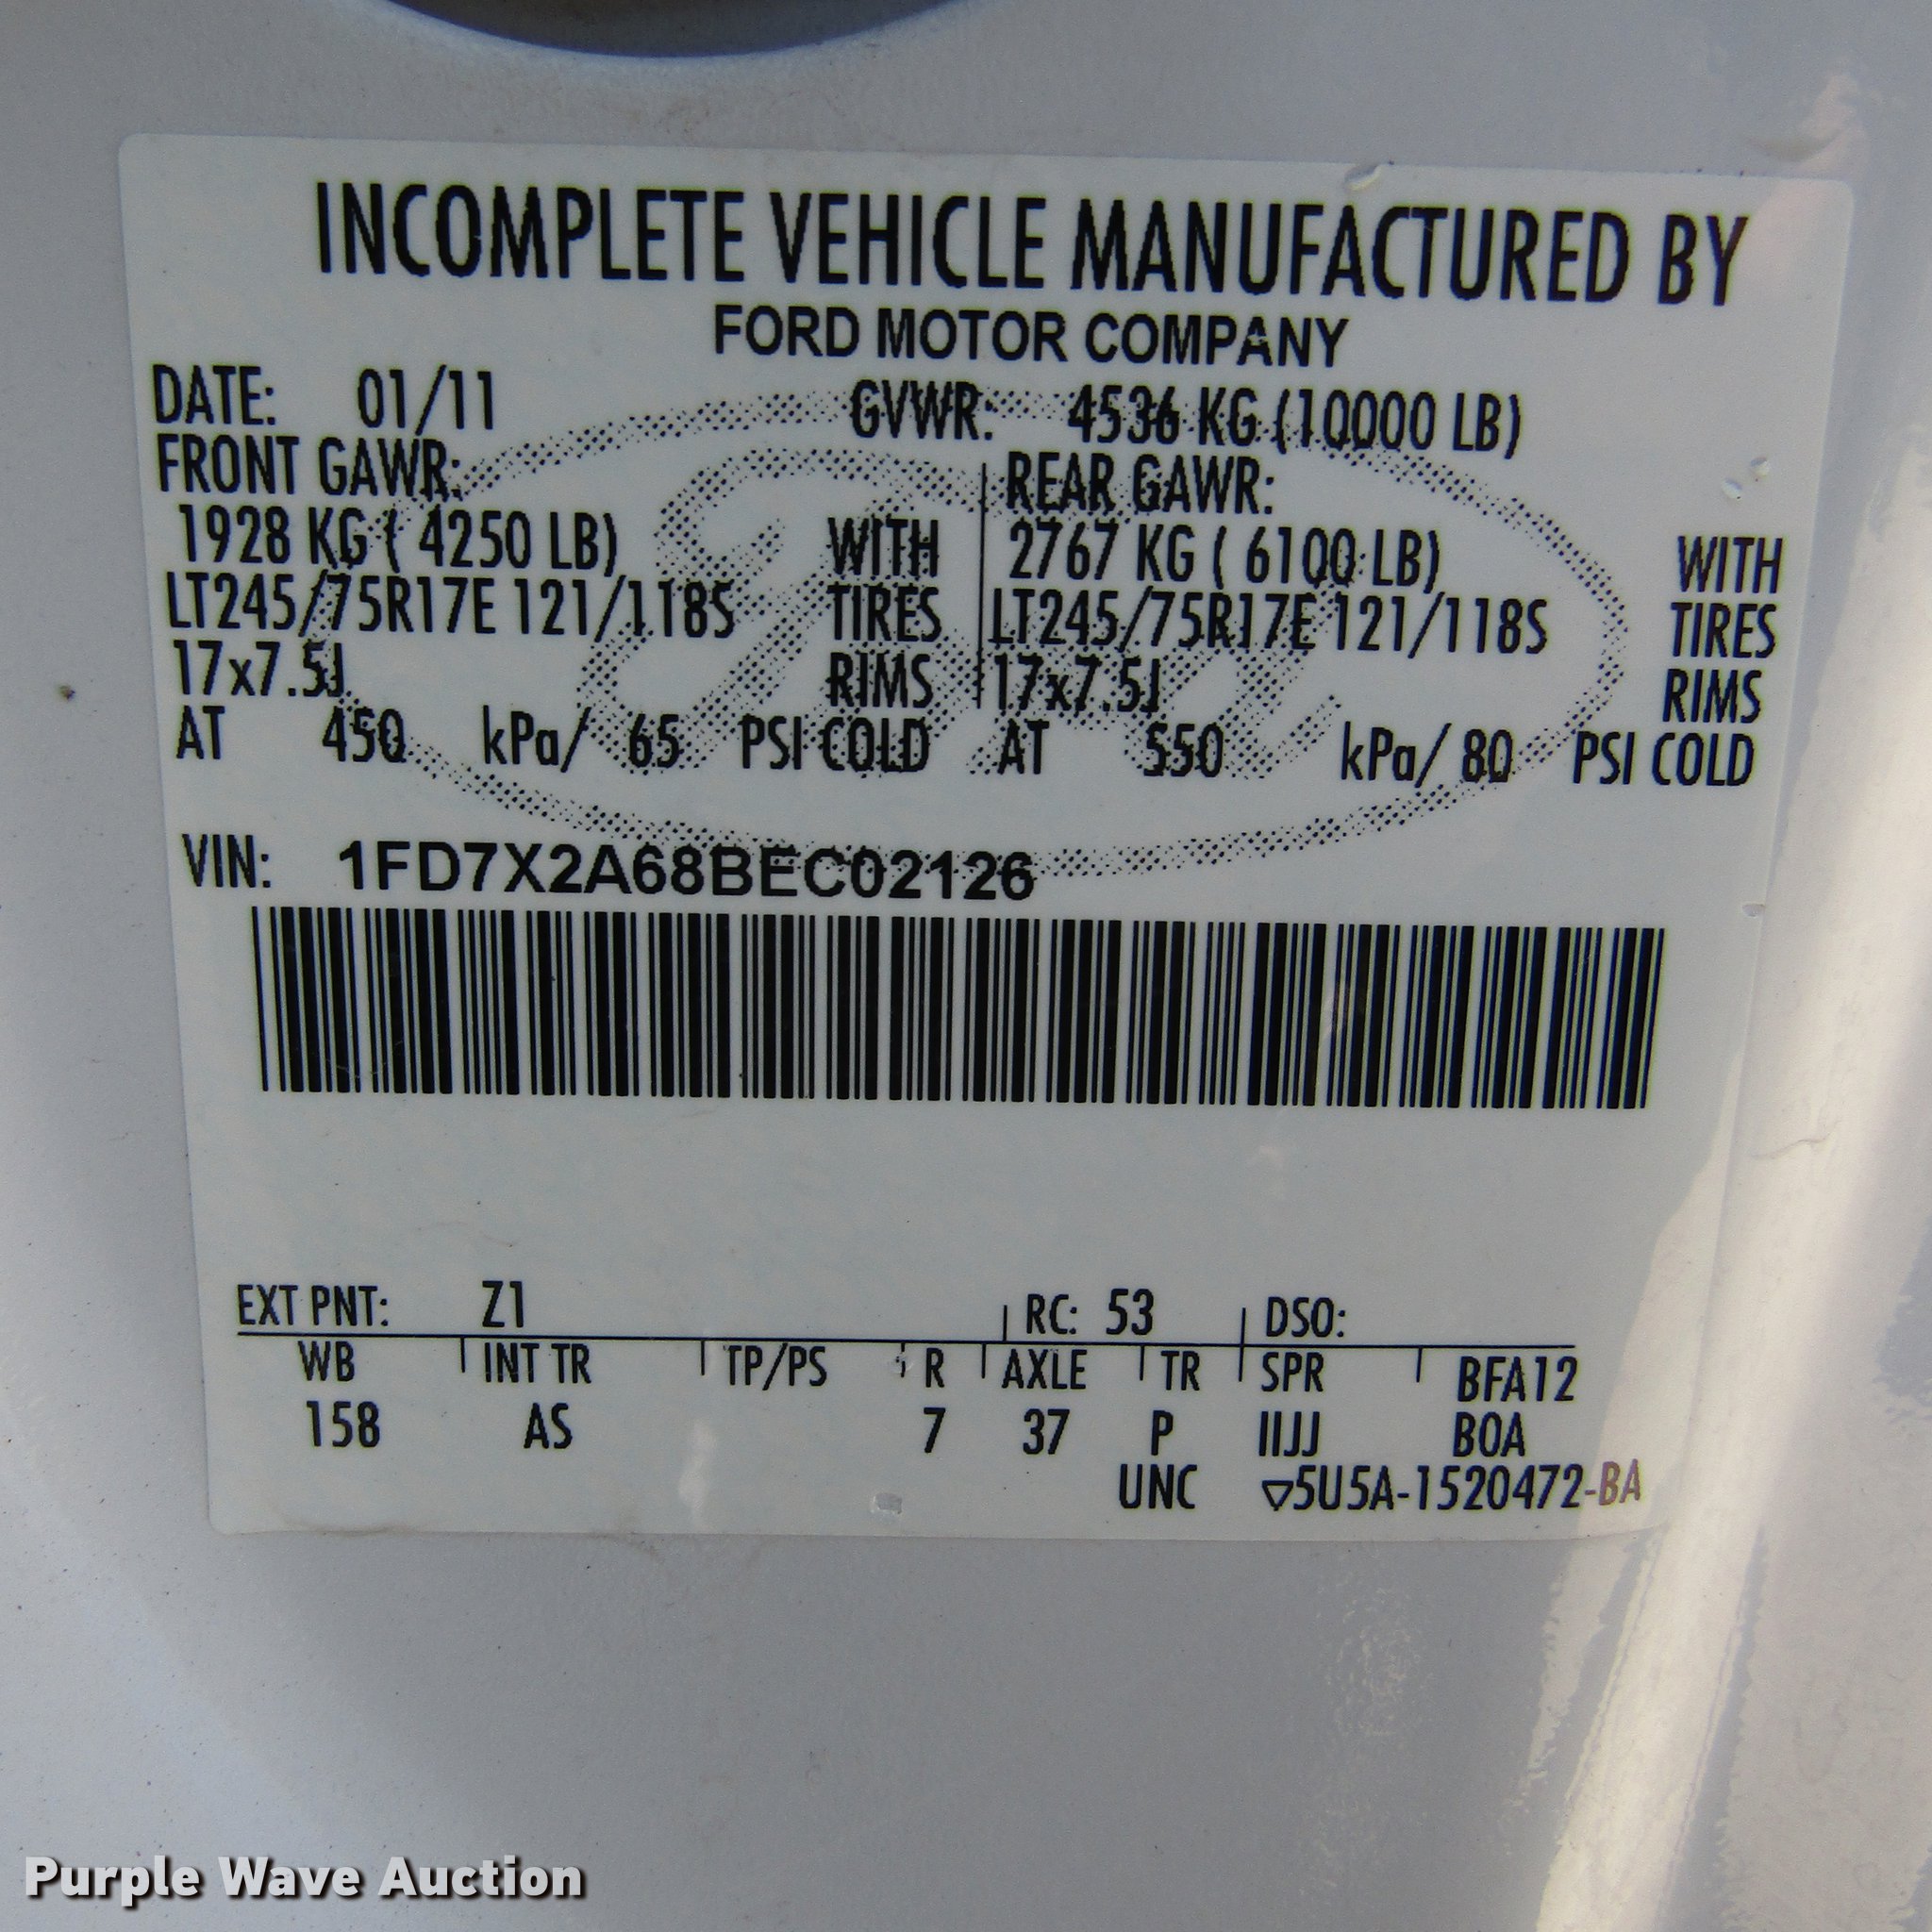 INCOMPLETE VEHICLE MANUFACTURED BY
FORD MOTOR COMPANY
DATE: 01/11 GVWR: 4536 KG (10000 LB)
FRONT GAWR: REAR GAWR:
1928 KG ( 4250 LB) WITH 2767 KG ( 6100 LB) WITH
LT245/75R17E 121/118S TIRES LT245/75R17E 121/118S TIRES
17x7.5J RIMS 17x7.5J RIMS
AT 450 kPa/ 65 PSI COLD AT 550 kPa/ 80 PSI COLD
VIN: 1FD7X2A68BEC02126
EXT PNT: Z1 RC: 53 DSO:
WB INT TR TP/PS R AXLE TR SPR BFA12
158 AS 7 37 P IIJJ BOA
UNC ▽5U5A-1520472-BA
Purple Wave Auction